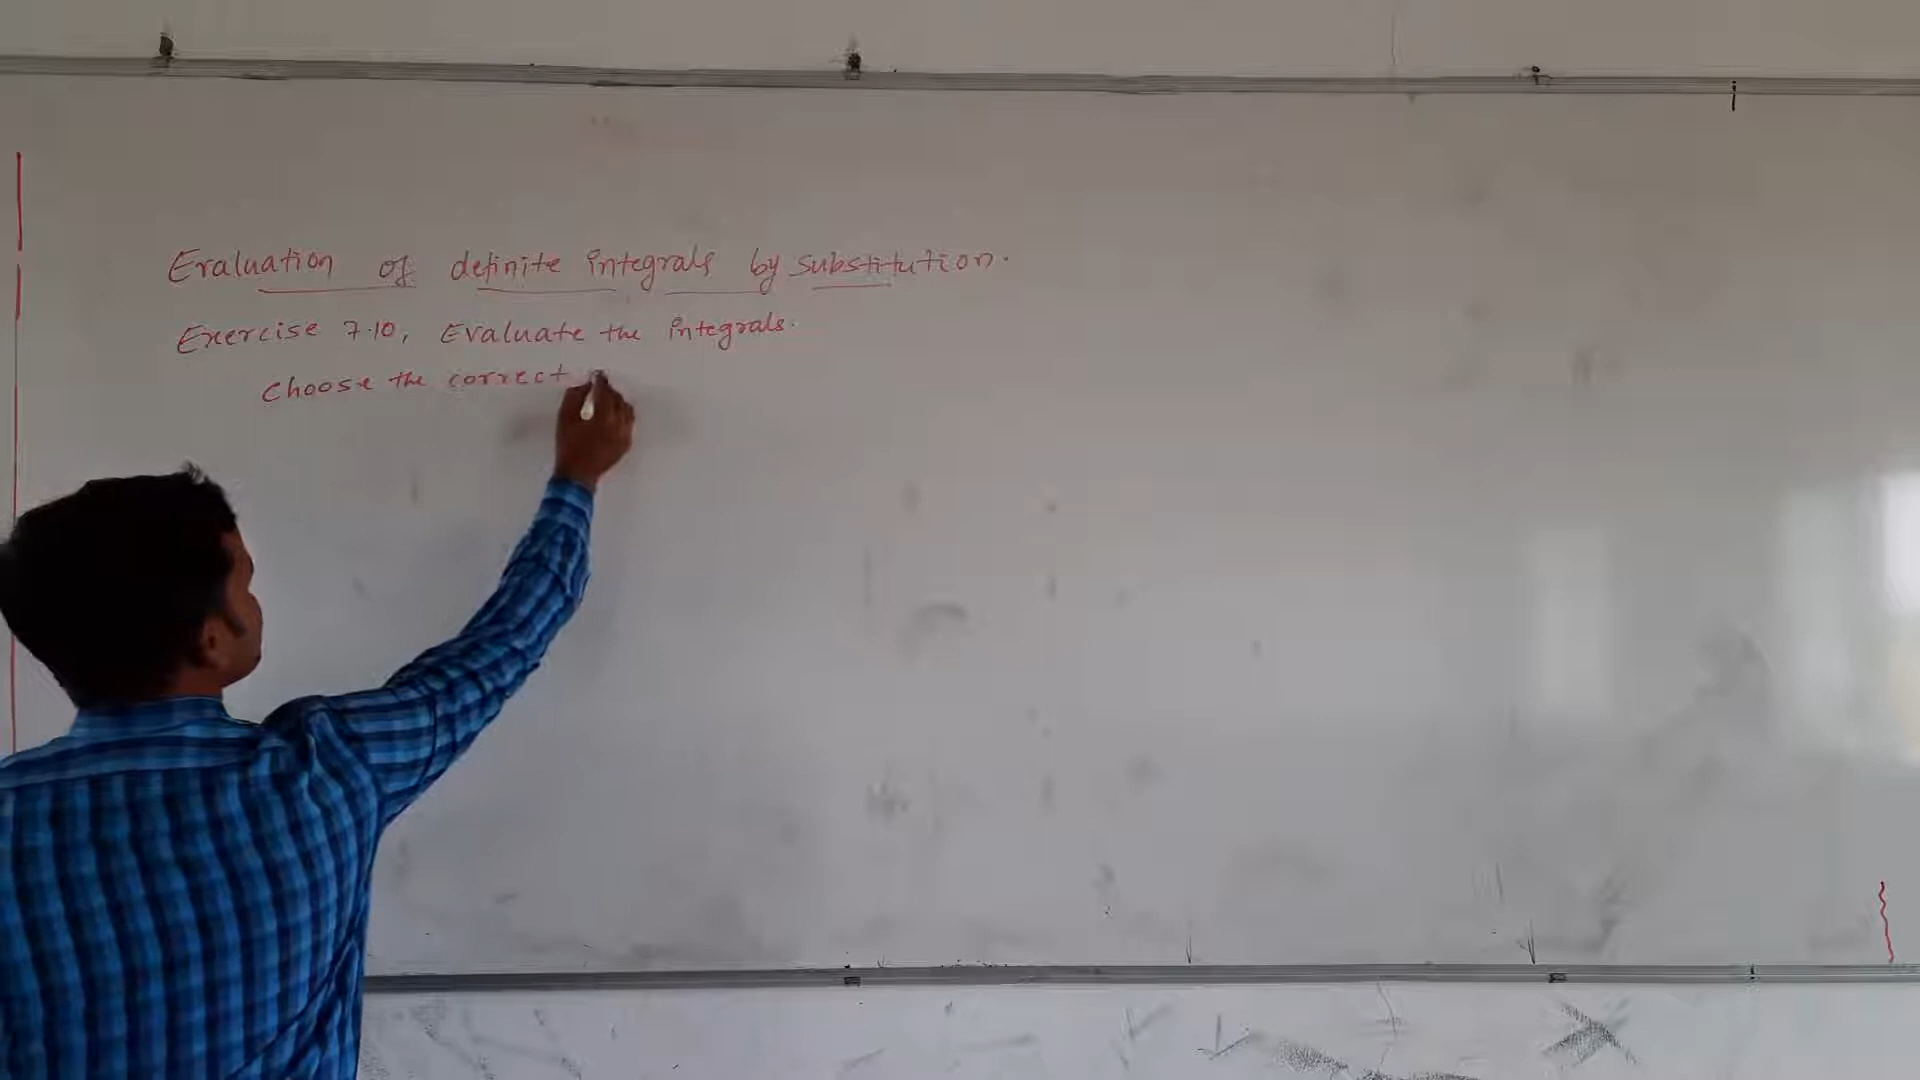 Evaluation of definite integrals by substitution.
Exercise 7.10, Evaluate the integrals.
choose the correct